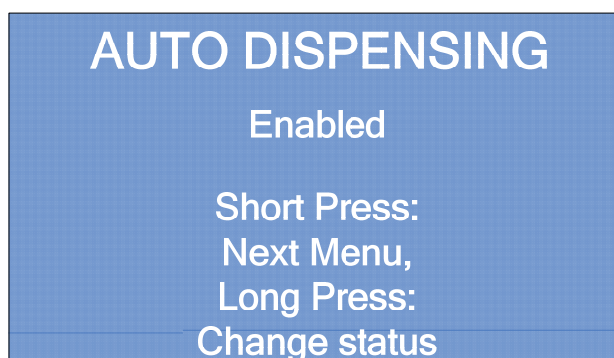 AUTO DISPENSING
Enabled
Short Press:
Next Menu,
Long Press:
Change status